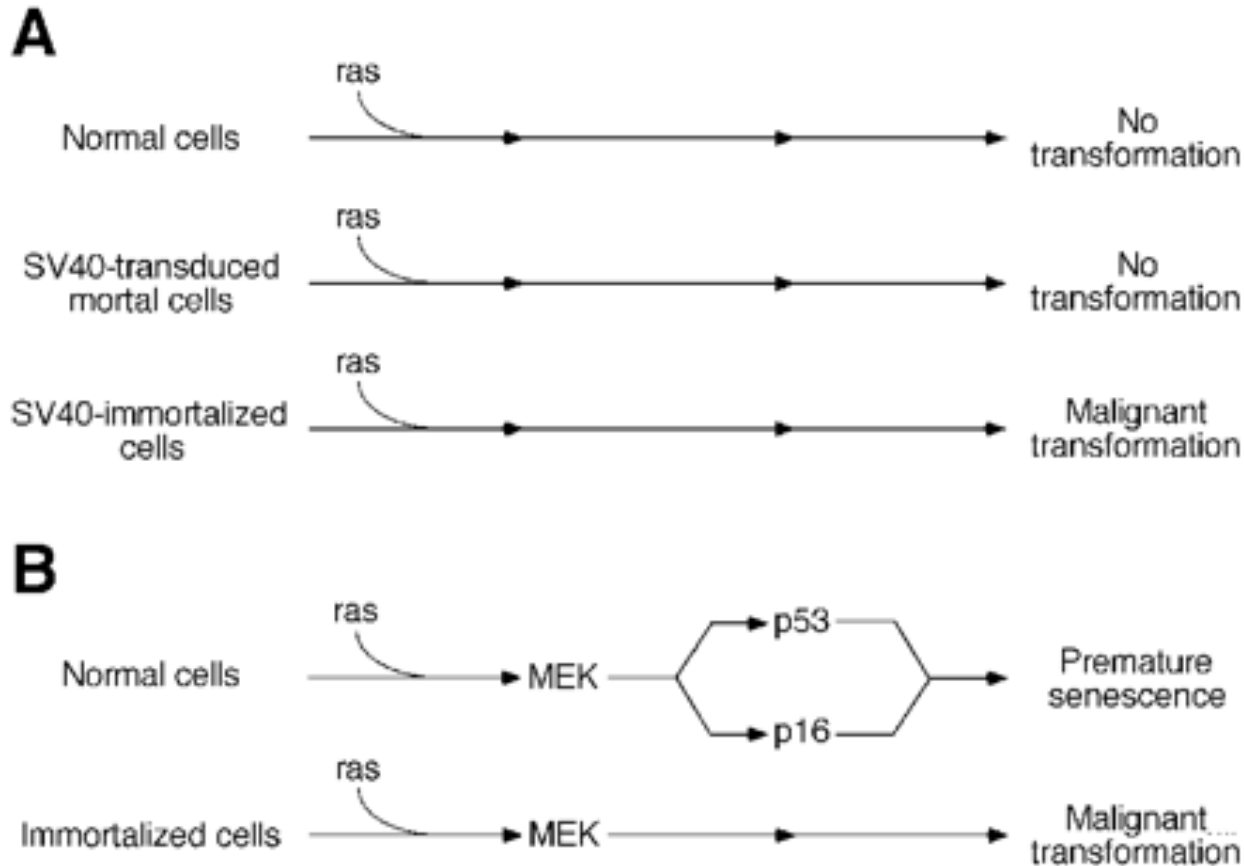 A
ras
Normal cells
No
transformation
ras
SV40-transduced
mortal cells
No
transformation
ras
SV40-immortalized
cells
Malignant
transformation
B
ras
Normal cells
MEK
p53
p16
Premature
senescence
ras
Immortalized cells
MEK
Malignant
transformation